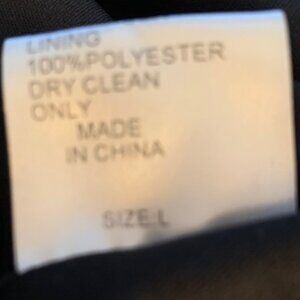 LINING
100%POLYESTER
DRY CLEAN
ONLY
MADE
IN CHINA
SIZE:L